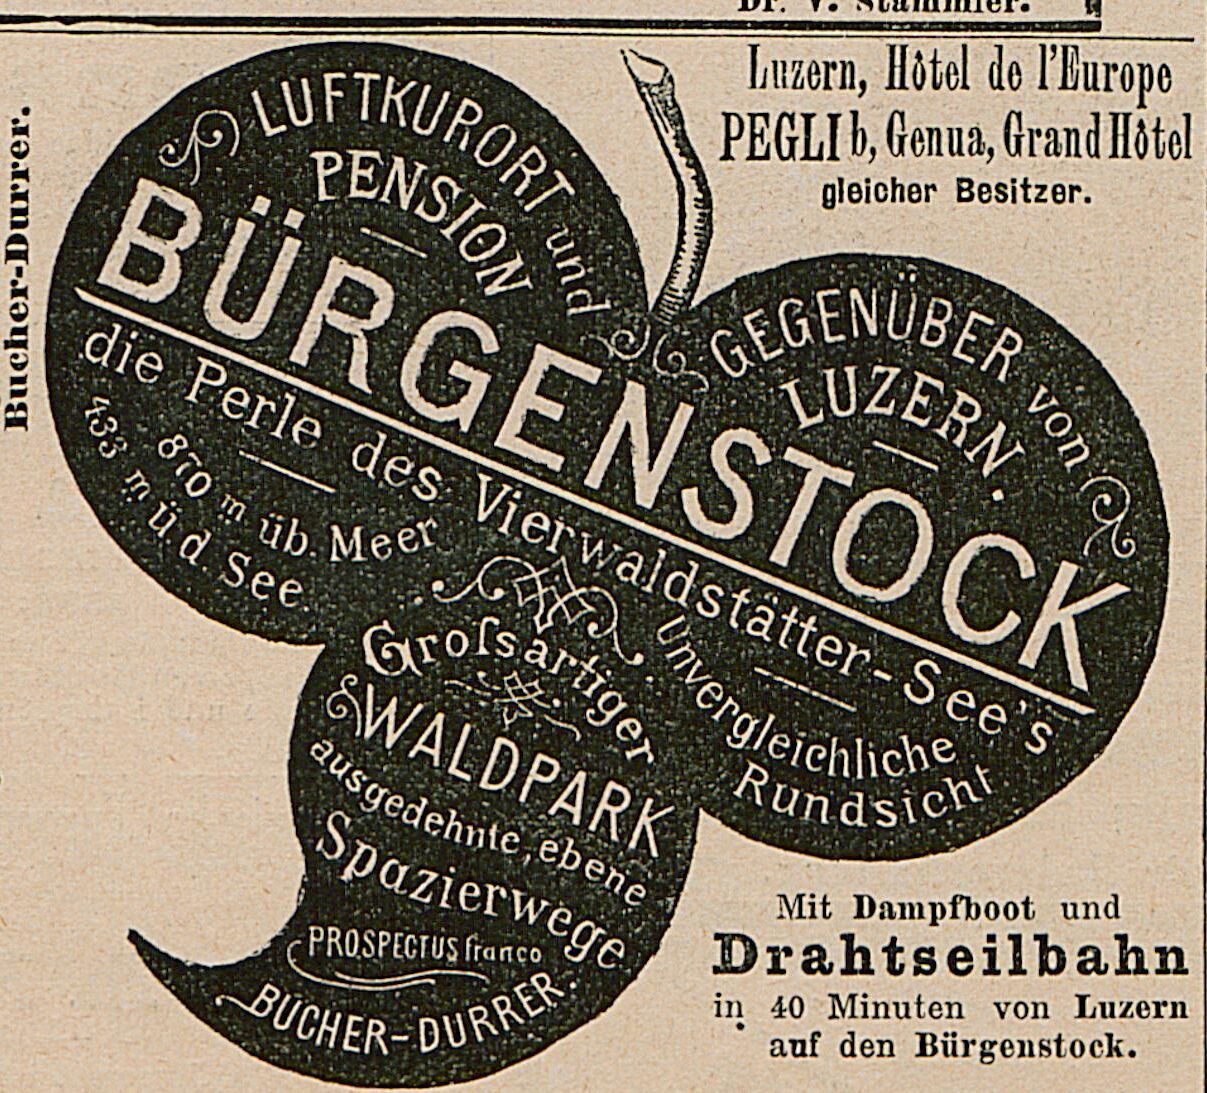 Dr. V. Stammler.
Bucher-Durrer.
Luzern, Hôtel de l'Europe
PEGLI b, Genua, Grand Hôtel
gleicher Besitzer.
LUFTKURORT und
PENSION
BÜRGENSTOCK
GEGENÜBER von
LUZERN.
die Perle des Vierwaldstätter-See's
870 m üb. Meer
433 m ü. d. See.
Unvergleichliche
Rundsicht
Groſsartiger
WALDPARK
ausgedehnte, ebene
Spazierwege
PROSPECTUS franco
BUCHER-DURRER.
Mit Dampfboot und
Drahtseilbahn
in 40 Minuten von Luzern
auf den Bürgenstock.